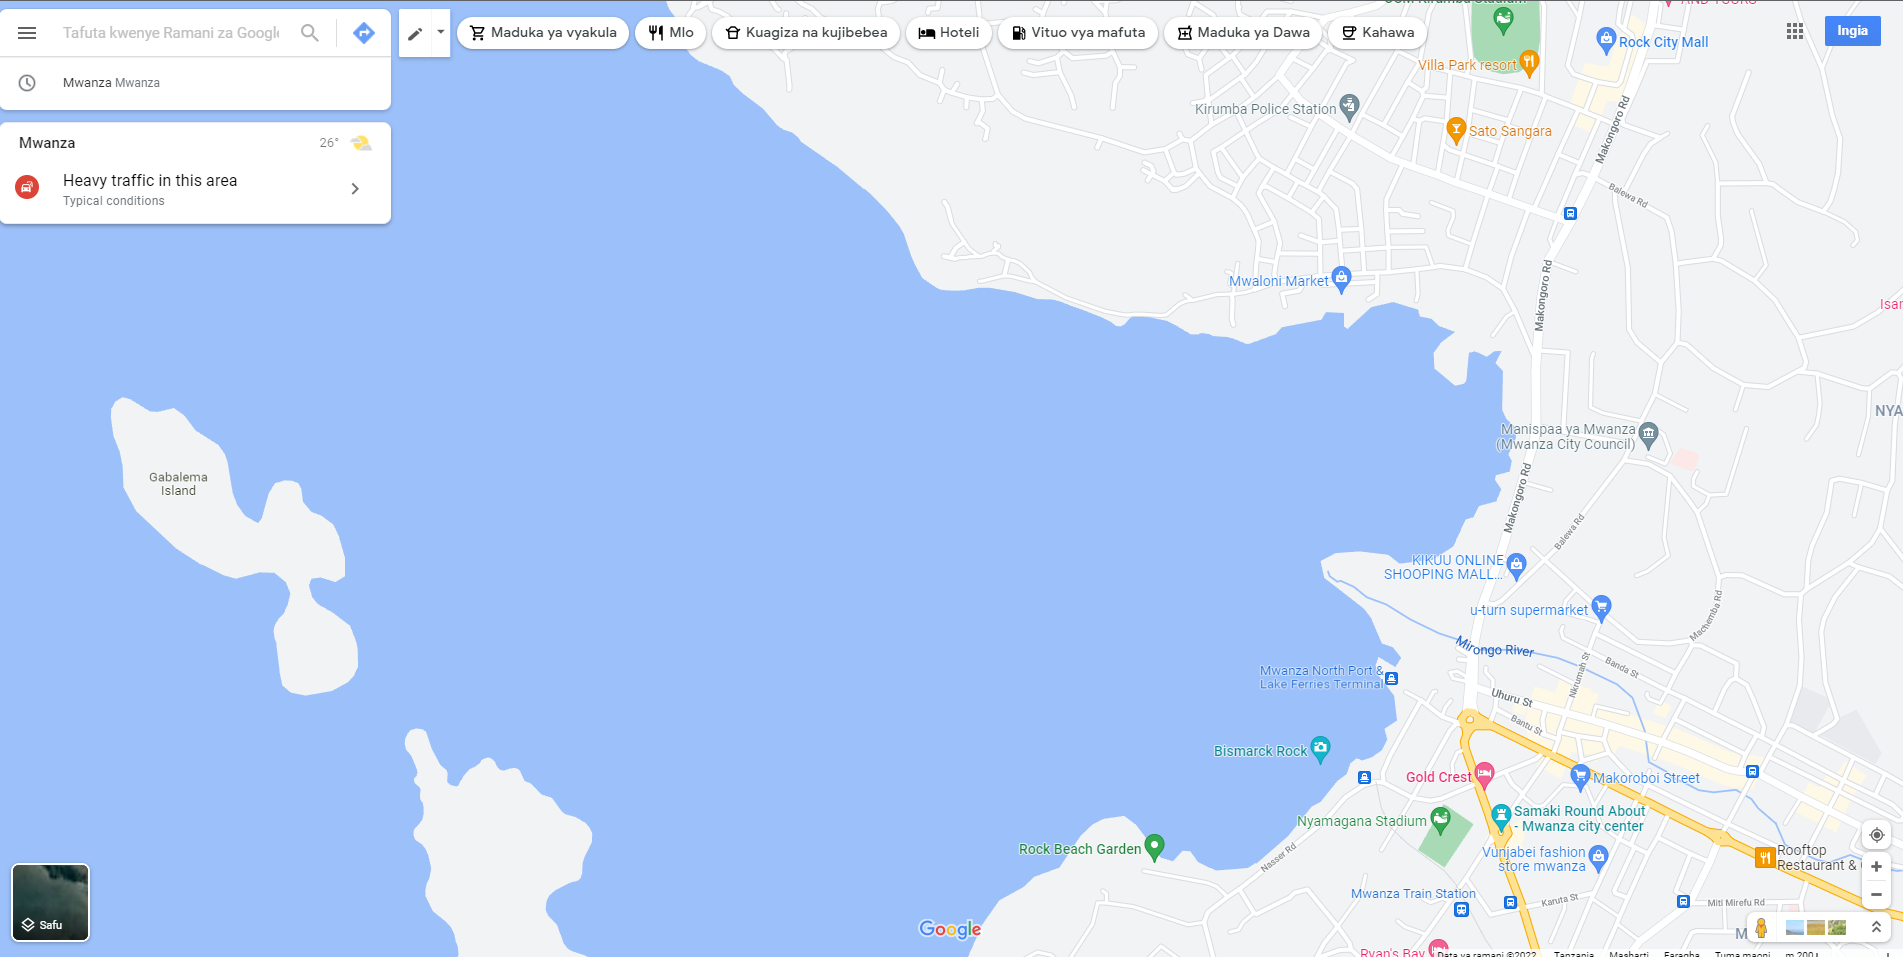 Tafuta kwenye Ramani za Google
Mwanza Mwanza
Mwanza
26°
Heavy traffic in this area
Typical conditions
Maduka ya vyakula
Mlo
Kuagiza na kujibebea
Hoteli
Vituo vya mafuta
Maduka ya Dawa
Kahawa
Ingia
AND TOURS
Rock City Mall
Villa Park resort
Kirumba Police Station
Sato Sangara
Makongoro Rd
Balewa Rd
Mwaloni Market
Makongoro Rd
Isar
NYA
Manispaa ya Mwanza
(Mwanza City Council)
Gabalema
Island
Makongoro Rd
Balewa Rd
KIKUU ONLINE
SHOOPING MALL...
u-turn supermarket
Machemba Rd
Mirongo River
Banda St
Nkrumah St
Mwanza North Port &
Lake Ferries Terminal
Uhuru St
Bantu St
Bismarck Rock
Gold Crest
Makoroboi Street
Samaki Round About
- Mwanza city center
Nyamagana Stadium
Rock Beach Garden
Nasser Rd
Vunjabei fashion
store mwanza
Rooftop
Restaurant &
Mwanza Train Station
Karuta St
Miti Mirefu Rd
Safu
Google
M
Ryan's Bay
Data ya ramani ©2022
Tanzania
Masharti
Faragha
Tuma maoni
m 200